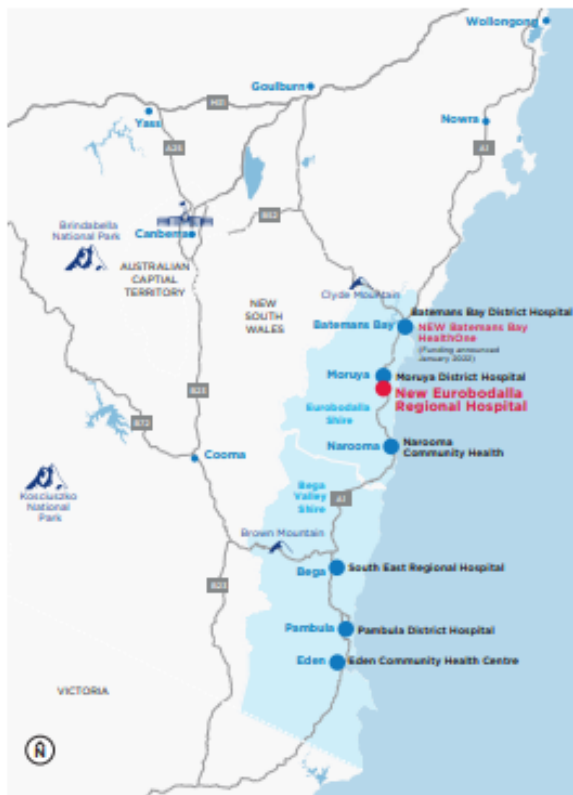 Wollongong
Goulburn
M31
Yass
Nowra
A25
A1
B52
Brindabella
National Park
Canberra
AUSTRALIAN
CAPTIAL
TERRITORY
NEW
SOUTH
WALES
Clyde Mountain
Batemans Bay District Hospital
Batemans Bay
NEW Batemans Bay
HealthOne
(Funding announced
January 2022)
Moruya
Moruya District Hospital
New Eurobodalla
Regional Hospital
B23
Eurobodalla
Shire
B72
Narooma
Narooma
Community Health
Cooma
Bega
Valley
Shire
A1
Kosciuszko
National
Park
Brown Mountain
Bega
South East Regional Hospital
B23
Pambula
Pambula District Hospital
Eden
Eden Community Health Centre
VICTORIA
N